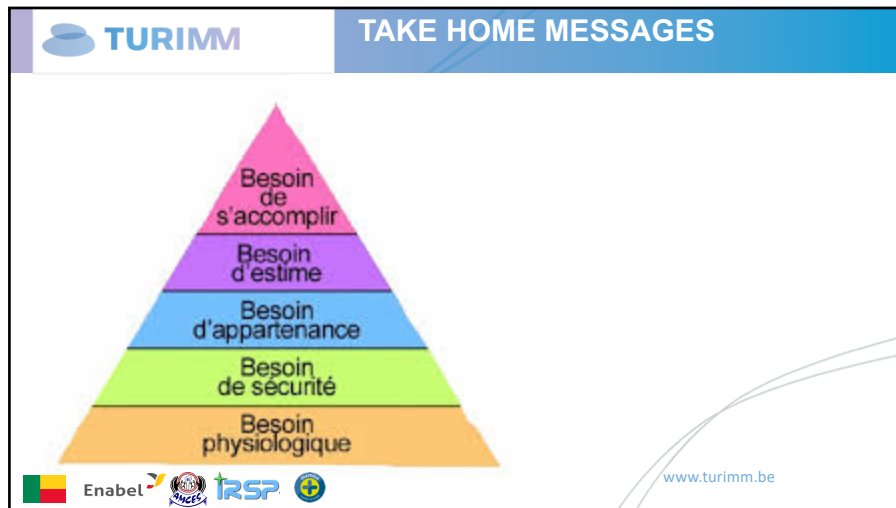 TURIMM
TAKE HOME MESSAGES
Besoin
de
s'accomplir
Besoin
d'estime
Besoin
d'appartenance
Besoin
de sécurité
Besoin
physiologique
Enabel
AMCES
IRSP
www.turimm.be